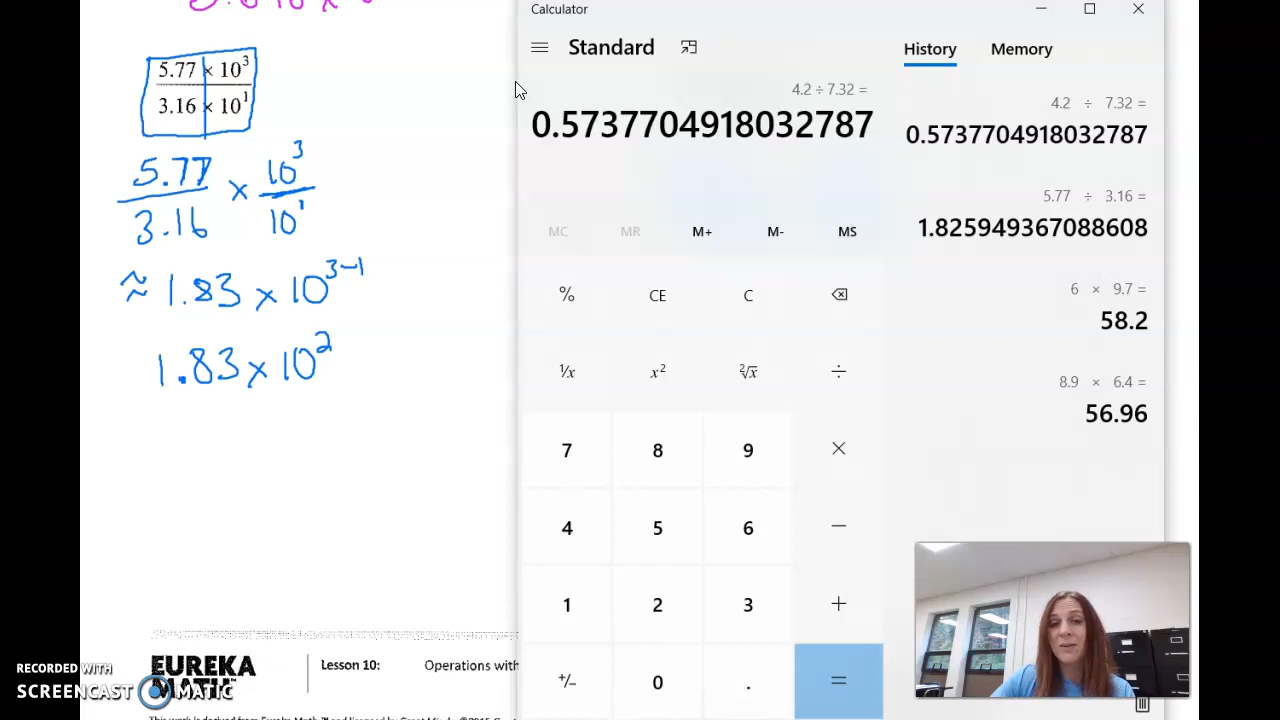 5.77 × 10³
3.16 × 10¹
5.77 × 10³
3.16 10¹
≈ 1.83 × 10³⁻¹
1.83 × 10²
EUREKA
MATH™
Lesson 10: Operations with
RECORDED WITH
SCREENCAST MATIC
Calculator
Standard
4.2 ÷ 7.32 =
0.5737704918032787
MC MR M+ M- MS
% CE C
¹/x x² ²√x ÷
7 8 9 ×
4 5 6 −
1 2 3 +
+/− 0 . =
History Memory
4.2 ÷ 7.32 =
0.5737704918032787
5.77 ÷ 3.16 =
1.825949367088608
6 × 9.7 =
58.2
8.9 × 6.4 =
56.96